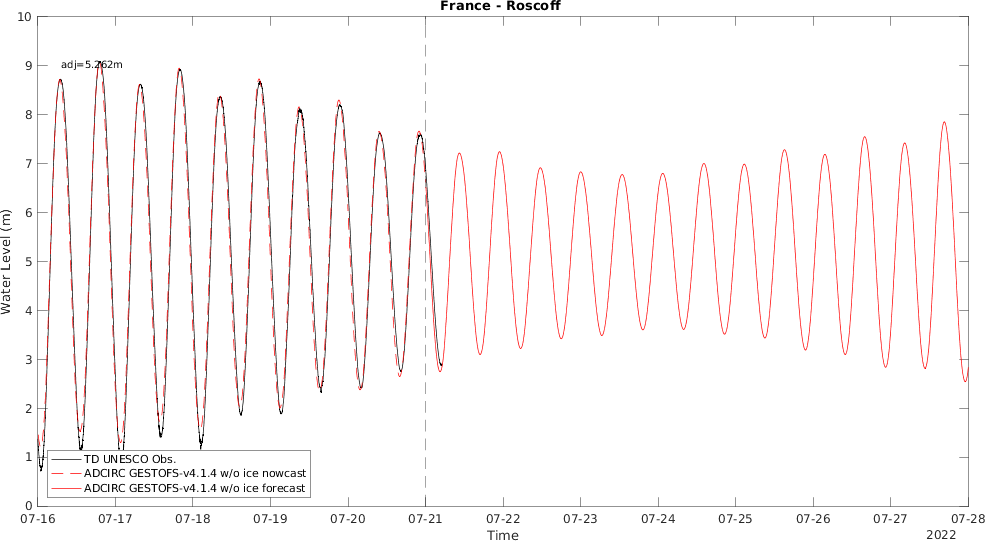 France - Roscoff
10
9
8
7
6
5
4
3
2
1
0
Water Level (m)
adj=5.262m
TD UNESCO Obs.
ADCIRC GESTOFS-v4.1.4 w/o ice nowcast
ADCIRC GESTOFS-v4.1.4 w/o ice forecast
07-16 07-17 07-18 07-19 07-20 07-21 07-22 07-23 07-24 07-25 07-26 07-27 07-28
Time
2022